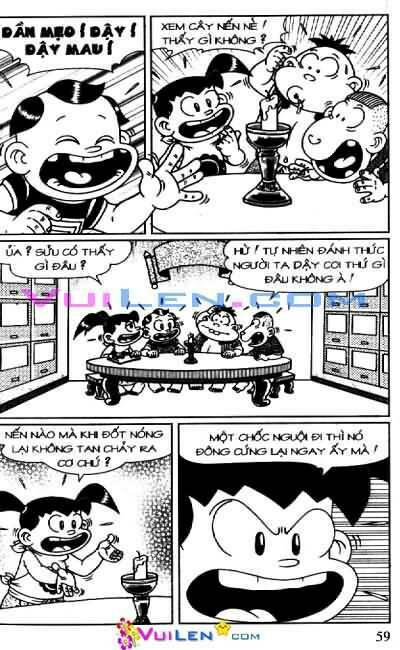 DẦN MẸO ! DẬY !
DẬY MAU !
XEM CÂY NẾN NÈ !
THẤY GÌ KHÔNG ?
ỦA ? SỬU CÓ THẤY
GÌ ĐÂU ?
HỪ ! TỰ NHIÊN ĐÁNH THỨC
NGƯỜI TA DẬY COI THỨ GÌ
ĐÂU KHÔNG À !
VUILEN.COM
NẾN NÀO MÀ KHI ĐỐT NÓNG
LẠI KHÔNG TAN CHẢY RA
CƠ CHỨ ?
MỘT CHỐC NGUỘI ĐI THÌ NÓ
ĐÔNG CỨNG LẠI NGAY ẤY MÀ !
59
VUILEN.COM